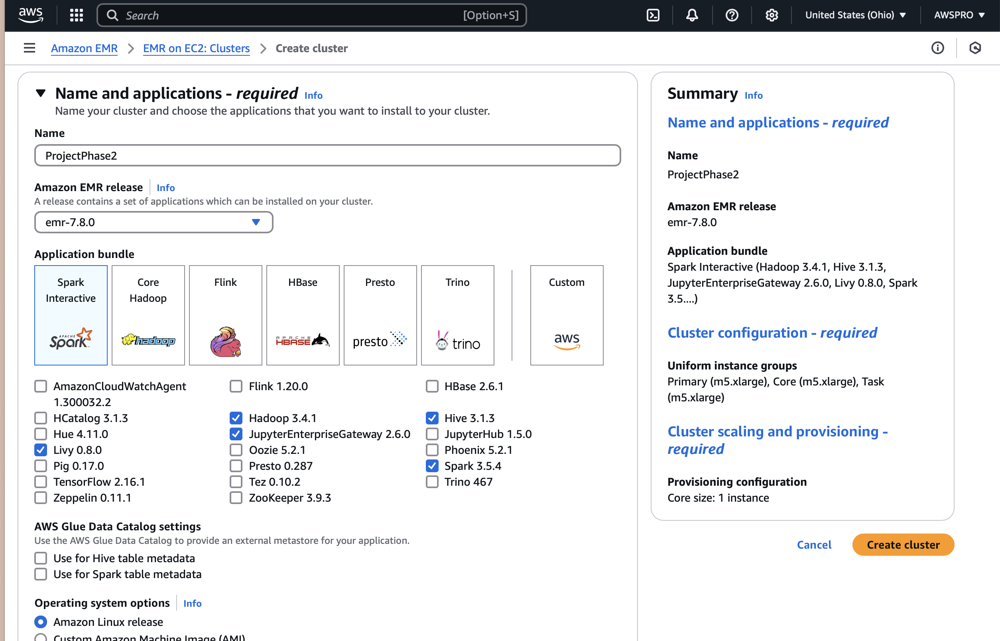 aws
Search
[Option+S]
United States (Ohio)
AWSPRO
Amazon EMR
EMR on EC2: Clusters
Create cluster
Name and applications - required Info
Name your cluster and choose the applications that you want to install to your cluster.
Name
ProjectPhase2
Amazon EMR release
Info
A release contains a set of applications which can be installed on your cluster.
emr-7.8.0
Application bundle
Spark
Interactive
APACHE
Spark
Core
Hadoop
hadoop
Flink
HBase
APACHE
HBASE
Presto
presto
Trino
trino
Custom
aws
AmazonCloudWatchAgent
1.300032.2
Flink 1.20.0
HBase 2.6.1
HCatalog 3.1.3
Hadoop 3.4.1
Hive 3.1.3
Hue 4.11.0
JupyterEnterpriseGateway 2.6.0
JupyterHub 1.5.0
Livy 0.8.0
Oozie 5.2.1
Phoenix 5.2.1
Pig 0.17.0
Presto 0.287
Spark 3.5.4
TensorFlow 2.16.1
Tez 0.10.2
Trino 467
Zeppelin 0.11.1
ZooKeeper 3.9.3
AWS Glue Data Catalog settings
Use the AWS Glue Data Catalog to provide an external metastore for your application.
Use for Hive table metadata
Use for Spark table metadata
Operating system options
Info
Amazon Linux release
Custom Amazon Machine Image (AMI)
Summary Info
Name and applications - required
Name
ProjectPhase2
Amazon EMR release
emr-7.8.0
Application bundle
Spark Interactive (Hadoop 3.4.1, Hive 3.1.3,
JupyterEnterpriseGateway 2.6.0, Livy 0.8.0, Spark
3.5....)
Cluster configuration - required
Uniform instance groups
Primary (m5.xlarge), Core (m5.xlarge), Task
(m5.xlarge)
Cluster scaling and provisioning -
required
Provisioning configuration
Core size: 1 instance
Cancel
Create cluster